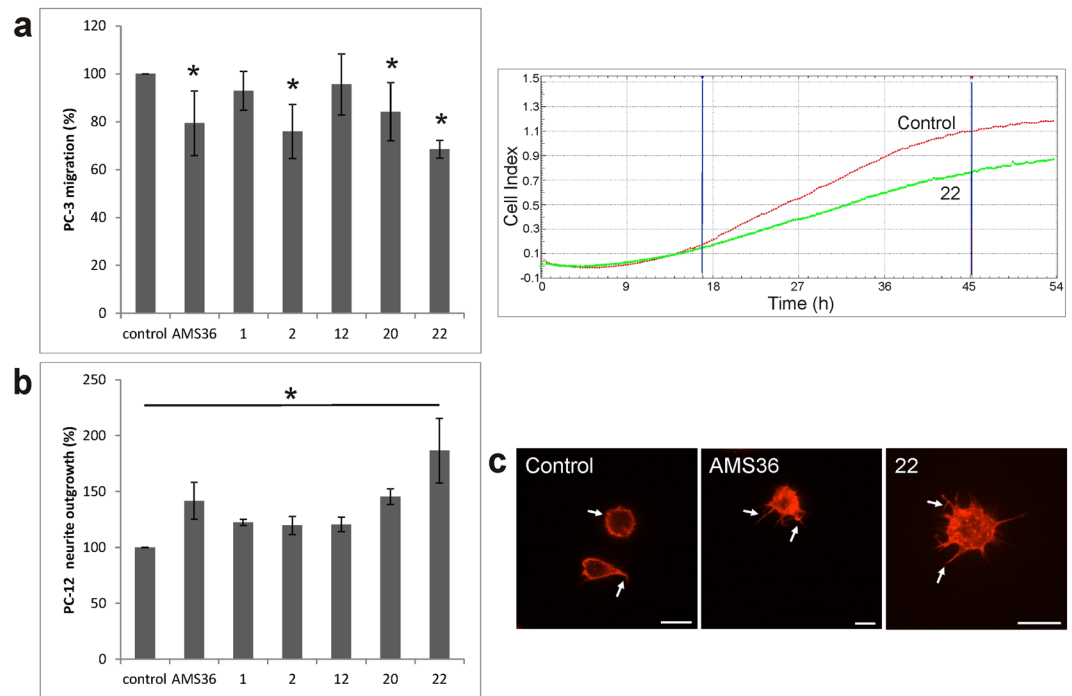 a
120
100
80
60
40
20
0
PC-3 migration (%)
* * * *
control AMS36 1 2 12 20 22
1.5
1.3
1.1
0.9
0.7
0.5
0.3
0.1
-0.1
Cell Index
Control
22
0 9 18 27 36 45 54
Time (h)
b
250
200
150
100
50
0
PC-12 neurite outgrowth (%)
*
control AMS36 1 2 12 20 22
c
Control
AMS36
22